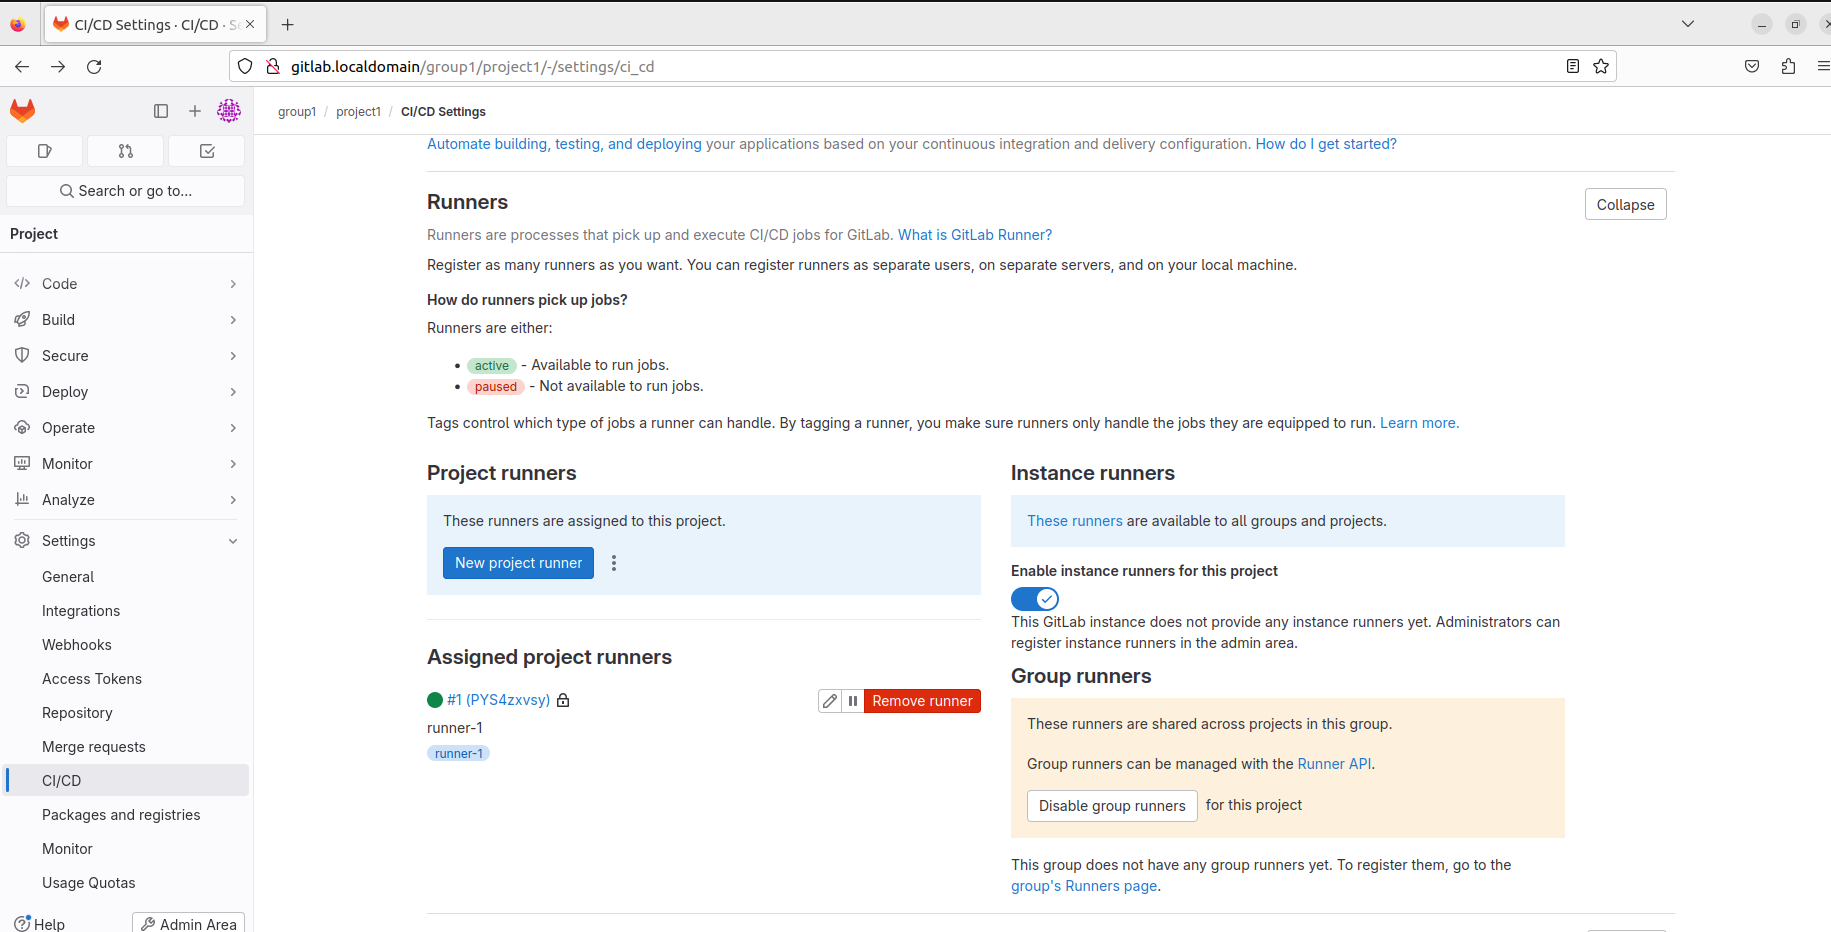 CI/CD Settings · CI/CD · Se
gitlab.localdomain/group1/project1/-/settings/ci_cd
group1 / project1 / CI/CD Settings
Search or go to...
Project
Code
Build
Secure
Deploy
Operate
Monitor
Analyze
Settings
General
Integrations
Webhooks
Access Tokens
Repository
Merge requests
CI/CD
Packages and registries
Monitor
Usage Quotas
Help
Admin Area
Automate building, testing, and deploying your applications based on your continuous integration and delivery configuration. How do I get started?
Runners
Collapse
Runners are processes that pick up and execute CI/CD jobs for GitLab. What is GitLab Runner?
Register as many runners as you want. You can register runners as separate users, on separate servers, and on your local machine.
How do runners pick up jobs?
Runners are either:
active - Available to run jobs.
paused - Not available to run jobs.
Tags control which type of jobs a runner can handle. By tagging a runner, you make sure runners only handle the jobs they are equipped to run. Learn more.
Project runners
These runners are assigned to this project.
New project runner
Assigned project runners
#1 (PYS4zxvsy)
Remove runner
runner-1
runner-1
Instance runners
These runners are available to all groups and projects.
Enable instance runners for this project
This GitLab instance does not provide any instance runners yet. Administrators can
register instance runners in the admin area.
Group runners
These runners are shared across projects in this group.
Group runners can be managed with the Runner API.
Disable group runners for this project
This group does not have any group runners yet. To register them, go to the
group's Runners page.